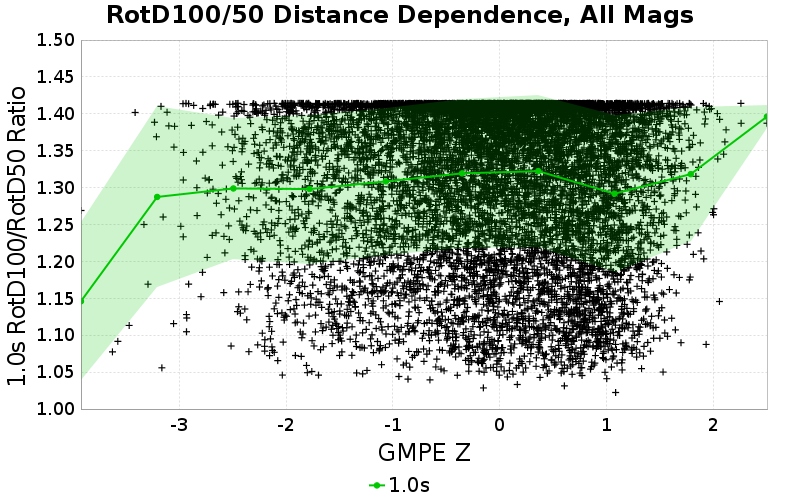 RotD100/50 Distance Dependence, All Mags
1.0s RotD100/RotD50 Ratio
1.50
1.45
1.40
1.35
1.30
1.25
1.20
1.15
1.10
1.05
1.00
-3 -2 -1 0 1 2
GMPE Z
1.0s